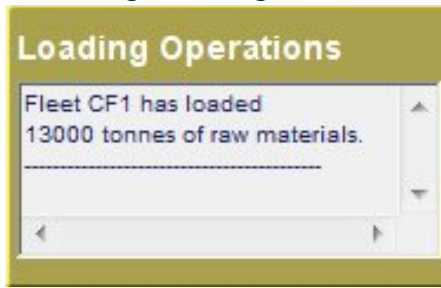 Loading Operations
Fleet CF1 has loaded
13000 tonnes of raw materials.
----------------------------------------